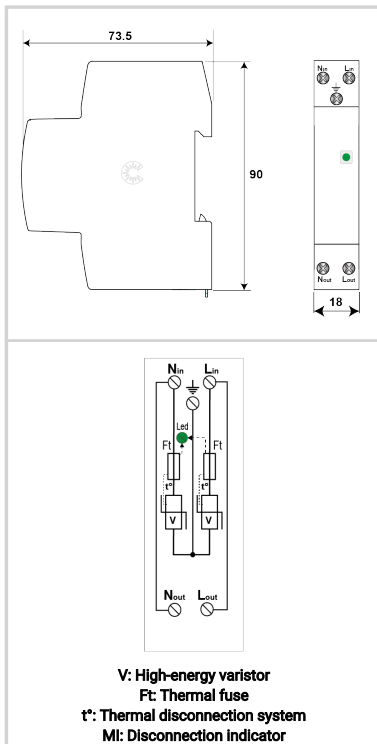 73.5
Nin Lin
90
Nout Lout
18
Nin Lin
Led
Ft Ft
t° t°
V V
Nout Lout
V: High-energy varistor
Ft: Thermal fuse
t°: Thermal disconnection system
MI: Disconnection indicator